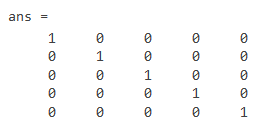 ans =
1 0 0 0 0
0 1 0 0 0
0 0 1 0 0
0 0 0 1 0
0 0 0 0 1